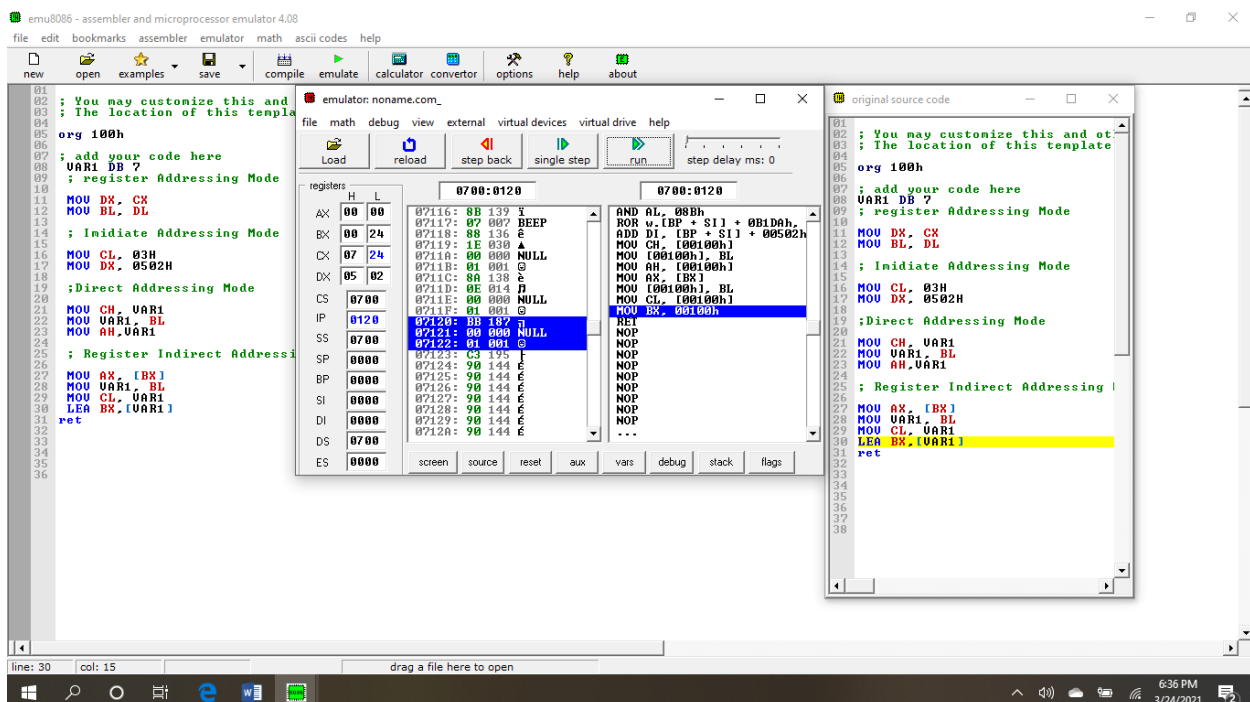 emu8086 - assembler and microprocessor emulator 4.08
file edit bookmarks assembler emulator math ascii codes help
new open examples save compile emulate calculator convertor options help about
01
02 ; You may customize this and
03 ; The location of this templa
04
05 org 100h
06
07 ; add your code here
08 VAR1 DB 7
09 ; register Addressing Mode
10
11 MOV DX, CX
12 MOV BL, DL
13
14 ; Imidiate Addressing Mode
15
16 MOV CL, 03H
17 MOV DX, 0502H
18
19 ;Direct Addressing Mode
20
21 MOV CH, VAR1
22 MOV VAR1, BL
23 MOV AH,VAR1
24
25 ; Register Indirect Addressi
26
27 MOV AX, [BX]
28 MOV VAR1, BL
29 MOV CL, VAR1
30 LEA BX,[VAR1]
31 ret
32
33
34
35
36
emulator: noname.com_
file math debug view external virtual devices virtual drive help
Load reload step back single step run step delay ms: 0
registers
H L
AX 00 00
BX 00 24
CX 07 24
DX 05 02
CS 0700
IP 0120
SS 0700
SP 0000
BP 0000
SI 0000
DI 0000
DS 0700
ES 0000
0700:0120
07116: 8B 139 ï
07117: 07 007 BEEP
07118: 88 136 ê
07119: 1E 030 ▲
0711A: 00 000 NULL
0711B: 01 001 ☺
0711C: 8A 138 è
0711D: 0E 014 ♫
0711E: 00 000 NULL
0711F: 01 001 ☺
07120: BB 187 ╗
07121: 00 000 NULL
07122: 01 001 ☺
07123: C3 195 ├
07124: 90 144 É
07125: 90 144 É
07126: 90 144 É
07127: 90 144 É
07128: 90 144 É
07129: 90 144 É
0712A: 90 144 É
0700:0120
AND AL, 08Bh
ROR w.[BP + SI] + 0B1DAh,
ADD DI, [BP + SI] + 00502h
MOV CH, [00100h]
MOV [00100h], BL
MOV AH, [00100h]
MOV AX, [BX]
MOV [00100h], BL
MOV CL, [00100h]
MOV BX, 00100h
RET
NOP
NOP
NOP
NOP
NOP
NOP
NOP
NOP
NOP
...
screen source reset aux vars debug stack flags
original source code
01
02 ; You may customize this and ot
03 ; The location of this template
04
05 org 100h
06
07 ; add your code here
08 VAR1 DB 7
09 ; register Addressing Mode
10
11 MOV DX, CX
12 MOV BL, DL
13
14 ; Imidiate Addressing Mode
15
16 MOV CL, 03H
17 MOV DX, 0502H
18
19 ;Direct Addressing Mode
20
21 MOV CH, VAR1
22 MOV VAR1, BL
23 MOV AH,VAR1
24
25 ; Register Indirect Addressing
26
27 MOV AX, [BX]
28 MOV VAR1, BL
29 MOV CL, VAR1
30 LEA BX,[VAR1]
31 ret
32
33
34
35
36
37
38
line: 30 col: 15 drag a file here to open
6:36 PM
3/24/2021